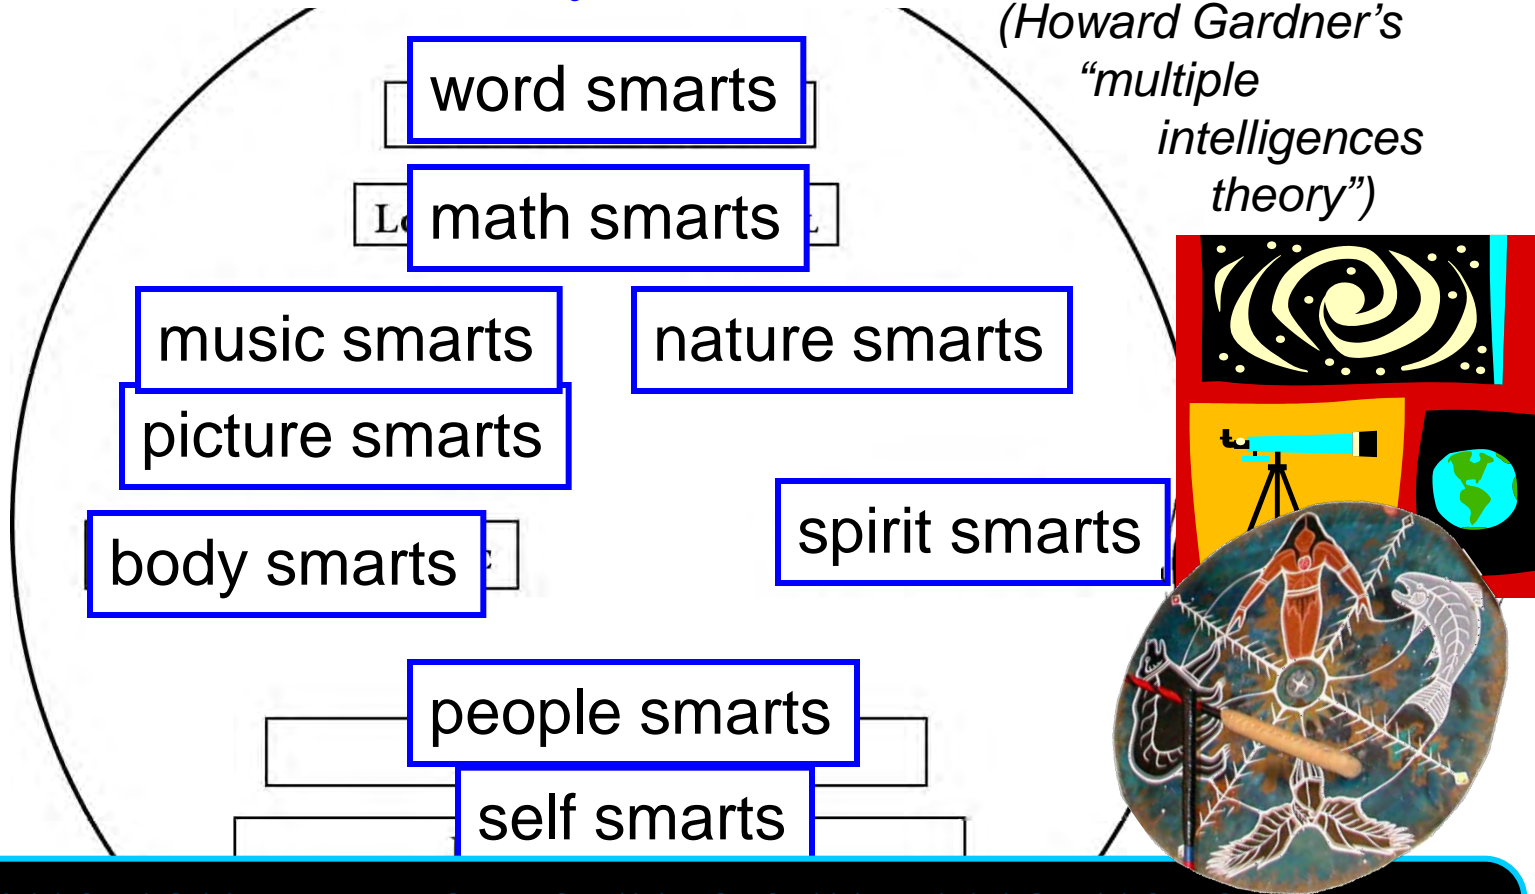 (Howard Gardner’s
“multiple
intelligences
theory”)
word smarts
math smarts
music smarts
nature smarts
picture smarts
spirit smarts
body smarts
people smarts
self smarts